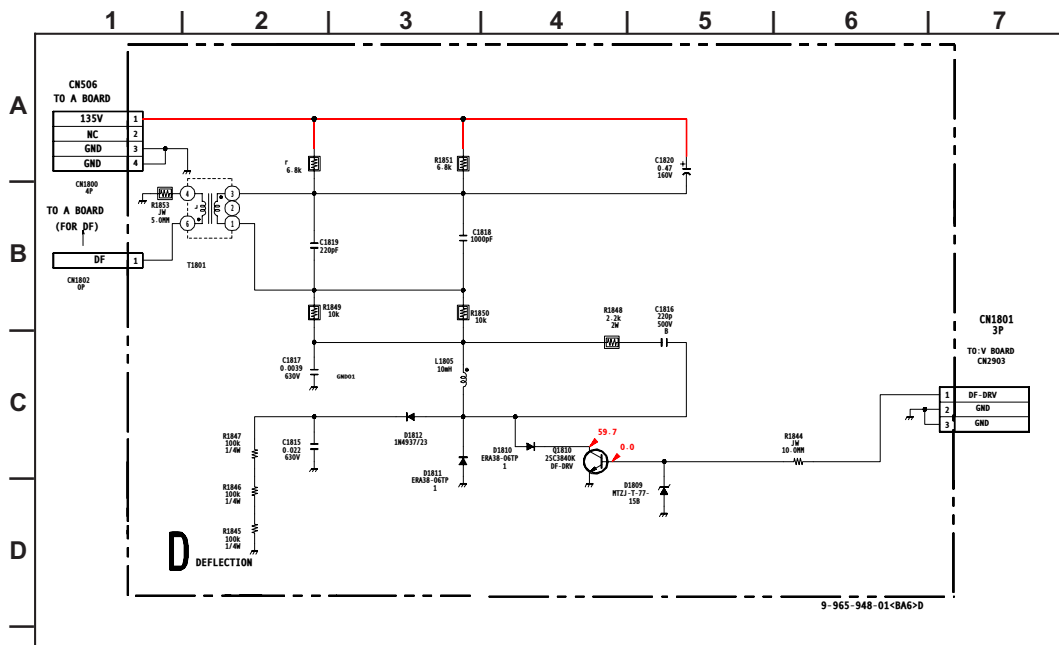 1 2 3 4 5 6 7
A
B
C
D
CN506
TO A BOARD
135V 1
NC 2
GND 3
GND 4
CN1800
4P
R1853
JW
5.0MM
TO A BOARD
(FOR DF)
DF 1
CN1802
0P
4 3
2
6 1
T1801
r
6.8k
R1851
6.8k
+
C1820
0.47
160V
C1819
220pF
C1818
1000pF
R1849
10k
R1850
10k
R1848
2.2k
2W
C1816
220p
500V
B
C1817
0.0039
630V
GND01
L1805
10mH
D1812
1N4937/23
R1847
100k
1/4W
C1815
0.022
630V
R1846
100k
1/4W
R1845
100k
1/4W
D1811
ERA38-06TP
1
D1810
ERA38-06TP
1
Q1810
2SC3840K
DF-DRV
59.7
0.0
D1809
MTZJ-T-77-
15B
R1844
JW
10.0MM
CN1801
3P
TO:V BOARD
CN2903
1 DF-DRV
2 GND
3 GND
D DEFLECTION
9-965-948-01<BA6>D